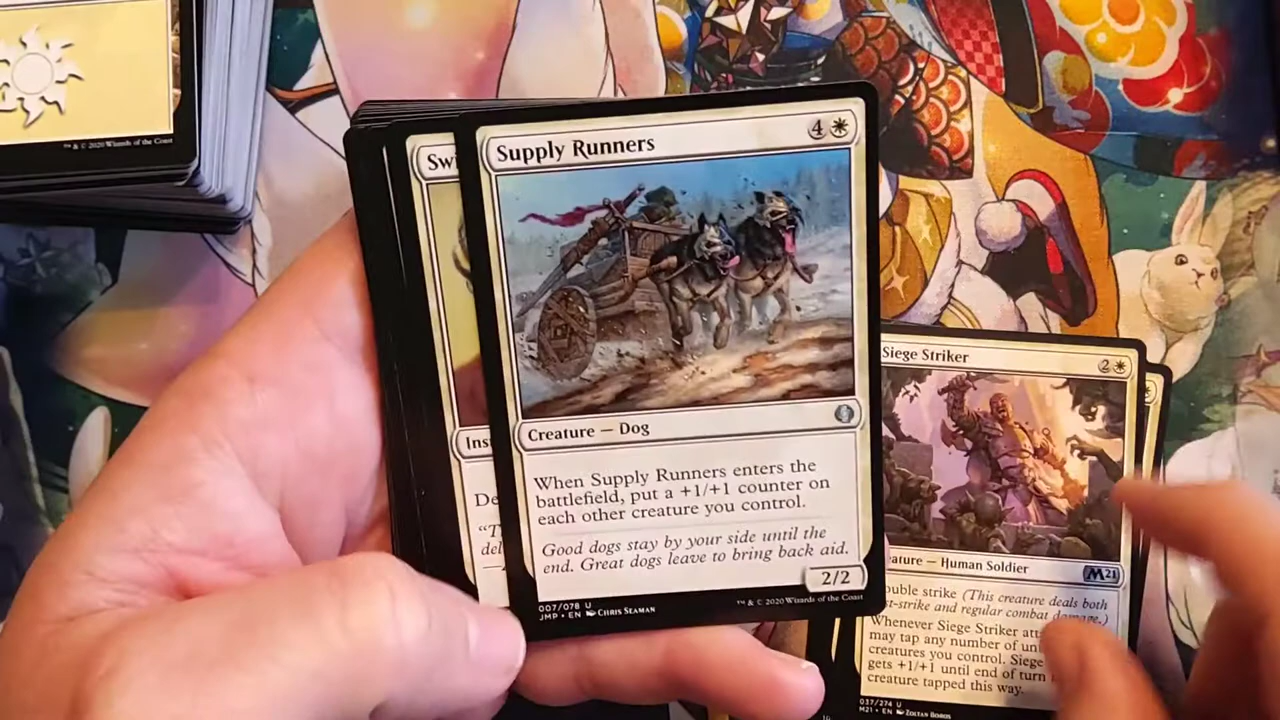 ™ & © 2020 Wizards of the Coast
Supply Runners
4
Creature — Dog
When Supply Runners enters the
battlefield, put a +1/+1 counter on
each other creature you control.
Good dogs stay by your side until the
end. Great dogs leave to bring back aid.
2/2
007/078 U
JMP • EN Chris Seaman
™ & © 2020 Wizards of the Coast
Siege Striker
2
Human Soldier
M21
strike (This creature deals both
and regular combat damage.)
Whenever Siege Striker
may tap any number of
creatures you control. Siege
gets +1/+1 until end of turn
creature tapped this way.
037/274 U
M21 • EN Zoltan Boros